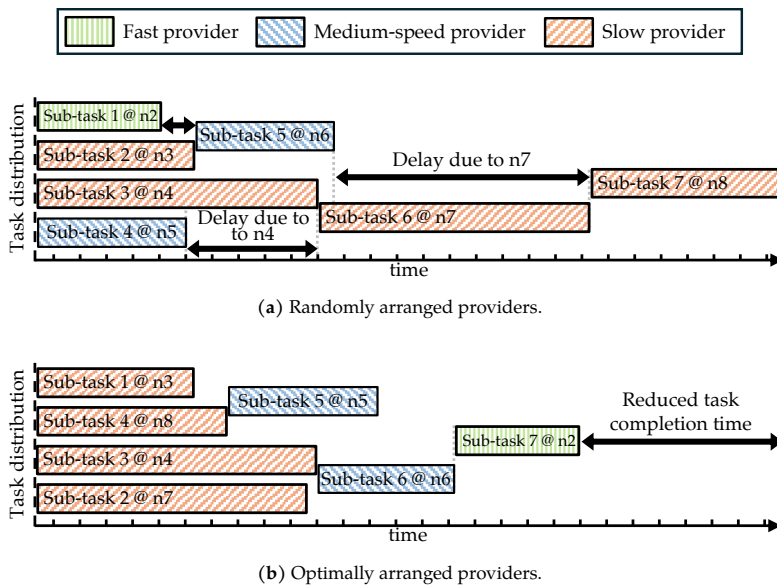 Fast provider
Medium-speed provider
Slow provider
Task distribution
Sub-task 1 @ n2
Sub-task 5 @ n6
Sub-task 2 @ n3
Delay due to n7
Sub-task 7 @ n8
Sub-task 3 @ n4
Sub-task 6 @ n7
Delay due to
to n4
Sub-task 4 @ n5
time
(a) Randomly arranged providers.
Task distribution
Sub-task 1 @ n3
Sub-task 5 @ n5
Sub-task 4 @ n8
Reduced task
completion time
Sub-task 7 @ n2
Sub-task 3 @ n4
Sub-task 6 @ n6
Sub-task 2 @ n7
time
(b) Optimally arranged providers.